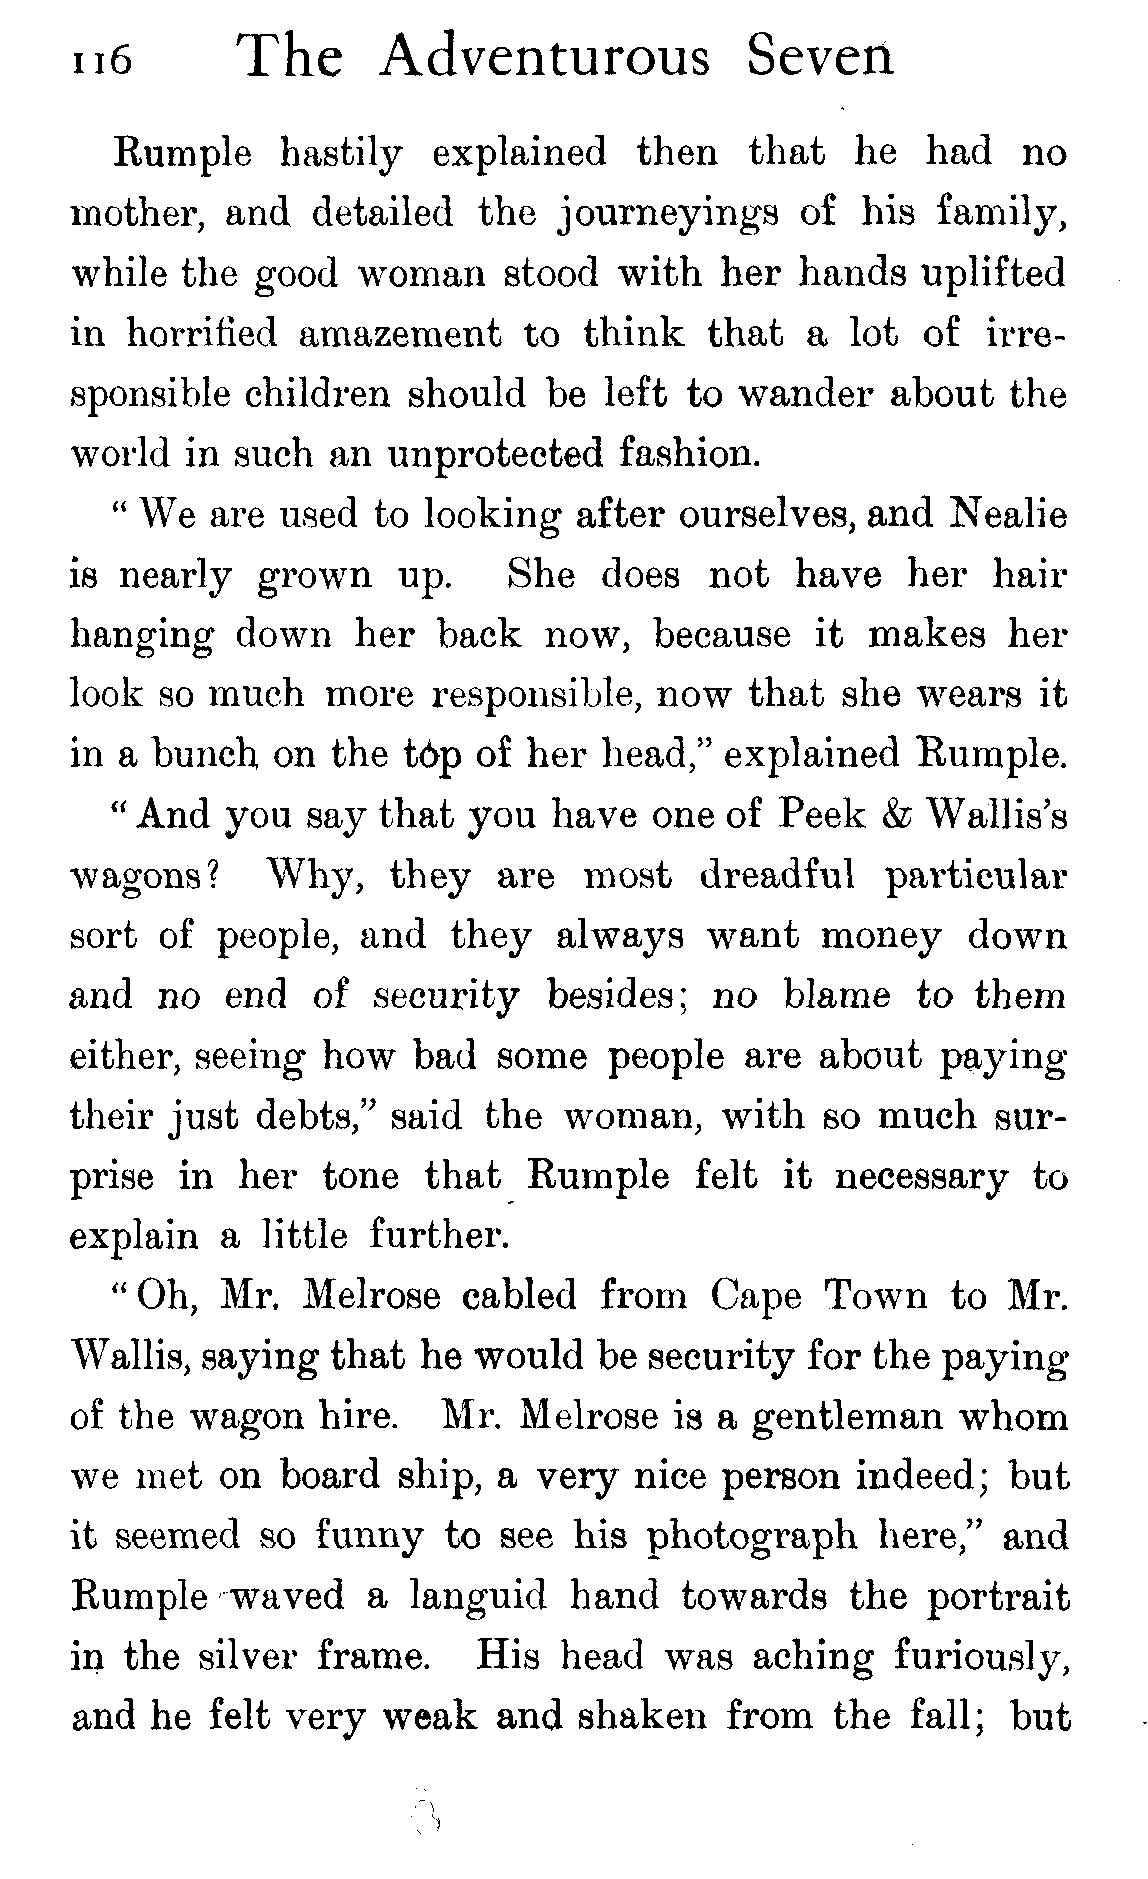 116 The Adventurous Seven
Rumple hastily explained then that he had no
mother, and detailed the journeyings of his family,
while the good woman stood with her hands uplifted
in horrified amazement to think that a lot of irre-
sponsible children should be left to wander about the
world in such an unprotected fashion.
“We are used to looking after ourselves, and Nealie
is nearly grown up. She does not have her hair
hanging down her back now, because it makes her
look so much more responsible, now that she wears it
in a bunch on the top of her head,” explained Rumple.
“And you say that you have one of Peek & Wallis’s
wagons? Why, they are most dreadful particular
sort of people, and they always want money down
and no end of security besides; no blame to them
either, seeing how bad some people are about paying
their just debts,” said the woman, with so much sur-
prise in her tone that Rumple felt it necessary to
explain a little further.
“Oh, Mr. Melrose cabled from Cape Town to Mr.
Wallis, saying that he would be security for the paying
of the wagon hire. Mr. Melrose is a gentleman whom
we met on board ship, a very nice person indeed; but
it seemed so funny to see his photograph here,” and
Rumple waved a languid hand towards the portrait
in the silver frame. His head was aching furiously,
and he felt very weak and shaken from the fall; but